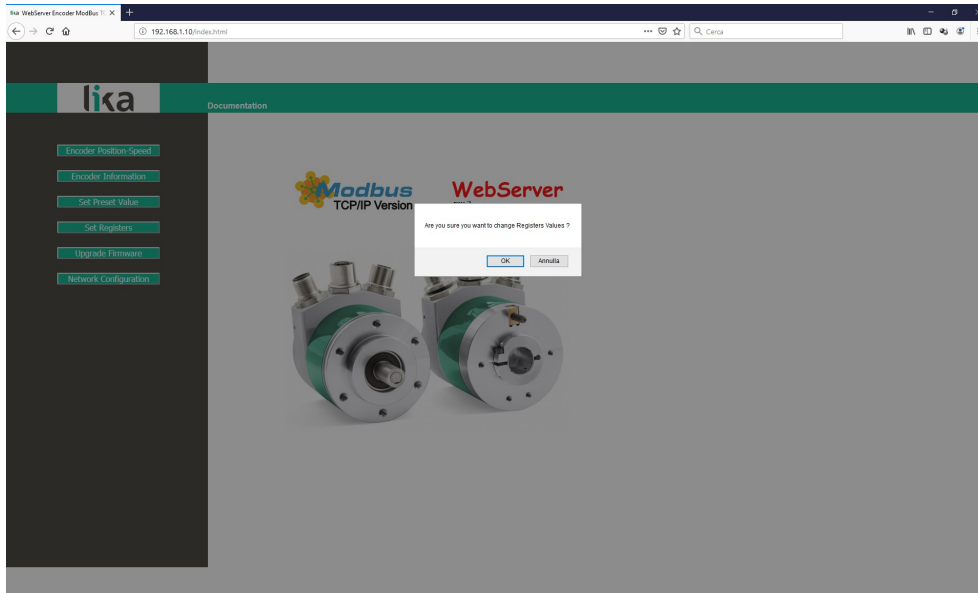 lika WebServer Encoder ModBus TC
192.168.1.10/index.html
Cerca
lika
Documentation
Encoder Position-Speed
Encoder Information
Set Preset Value
Set Registers
Upgrade Firmware
Network Configuration
Modbus
TCP/IP Version
WebServer
Are you sure you want to change Registers Values ?
OK
Annulla